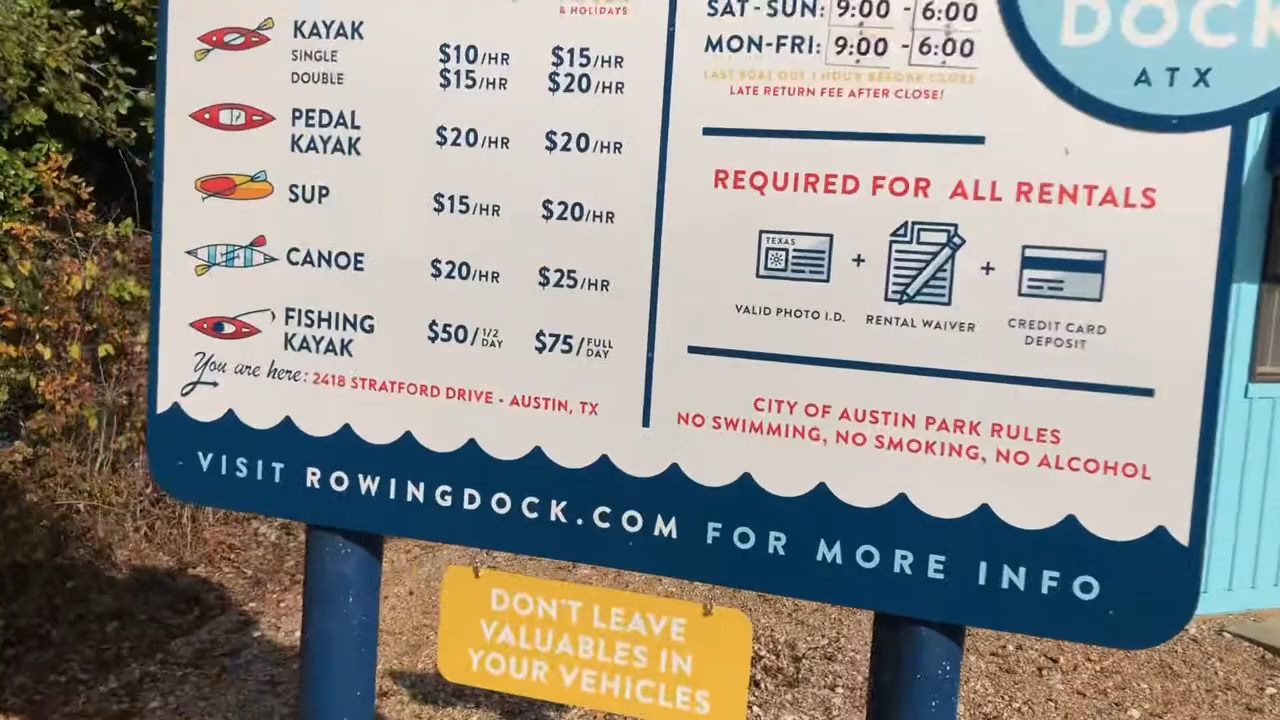 & HOLIDAYS
KAYAK
SINGLE $10/HR $15/HR
DOUBLE $15/HR $20/HR
PEDAL
KAYAK
$20/HR $20/HR
SUP $15/HR $20/HR
CANOE $20/HR $25/HR
FISHING
KAYAK
$50/1/2 DAY $75/FULL DAY
You are here: 2418 STRATFORD DRIVE - AUSTIN, TX
SAT-SUN: 9:00 - 6:00
MON-FRI: 9:00 - 6:00
LAST BOAT OUT 1 HOUR BEFORE CLOSE
LATE RETURN FEE AFTER CLOSE!
DOCK
ATX
REQUIRED FOR ALL RENTALS
TEXAS
+ +
VALID PHOTO I.D. RENTAL WAIVER CREDIT CARD
DEPOSIT
CITY OF AUSTIN PARK RULES
NO SWIMMING, NO SMOKING, NO ALCOHOL
VISIT ROWINGDOCK.COM FOR MORE INFO
DON'T LEAVE
VALUABLES IN
YOUR VEHICLES